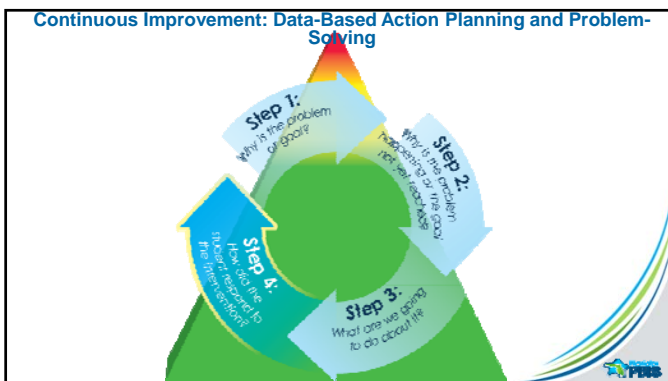 Continuous Improvement: Data-Based Action Planning and Problem-
Solving
Step 1:
Why is the problem
or goal?
Step 2:
Why is the problem
happening or the goal
not yet reached?
Step 3:
What are we going
to do about it?
Step 4:
How did the
student respond to
the Intervention?
PBS